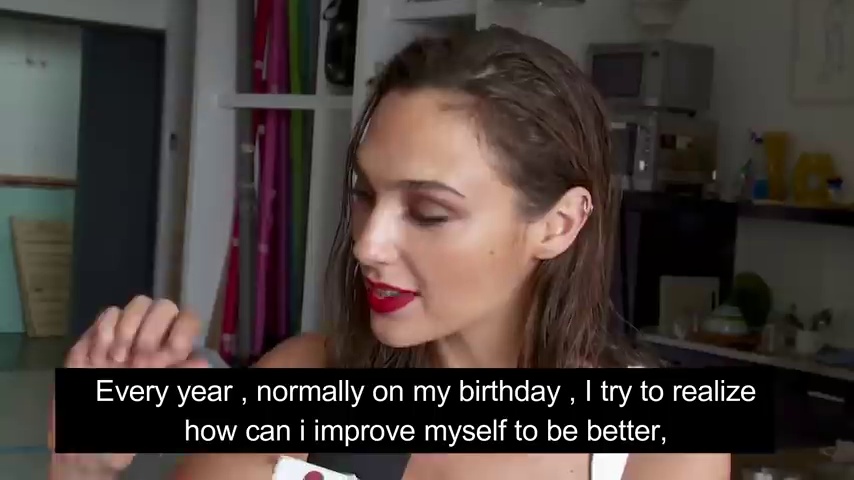 Every year , normally on my birthday , I try to realize
how can i improve myself to be better,